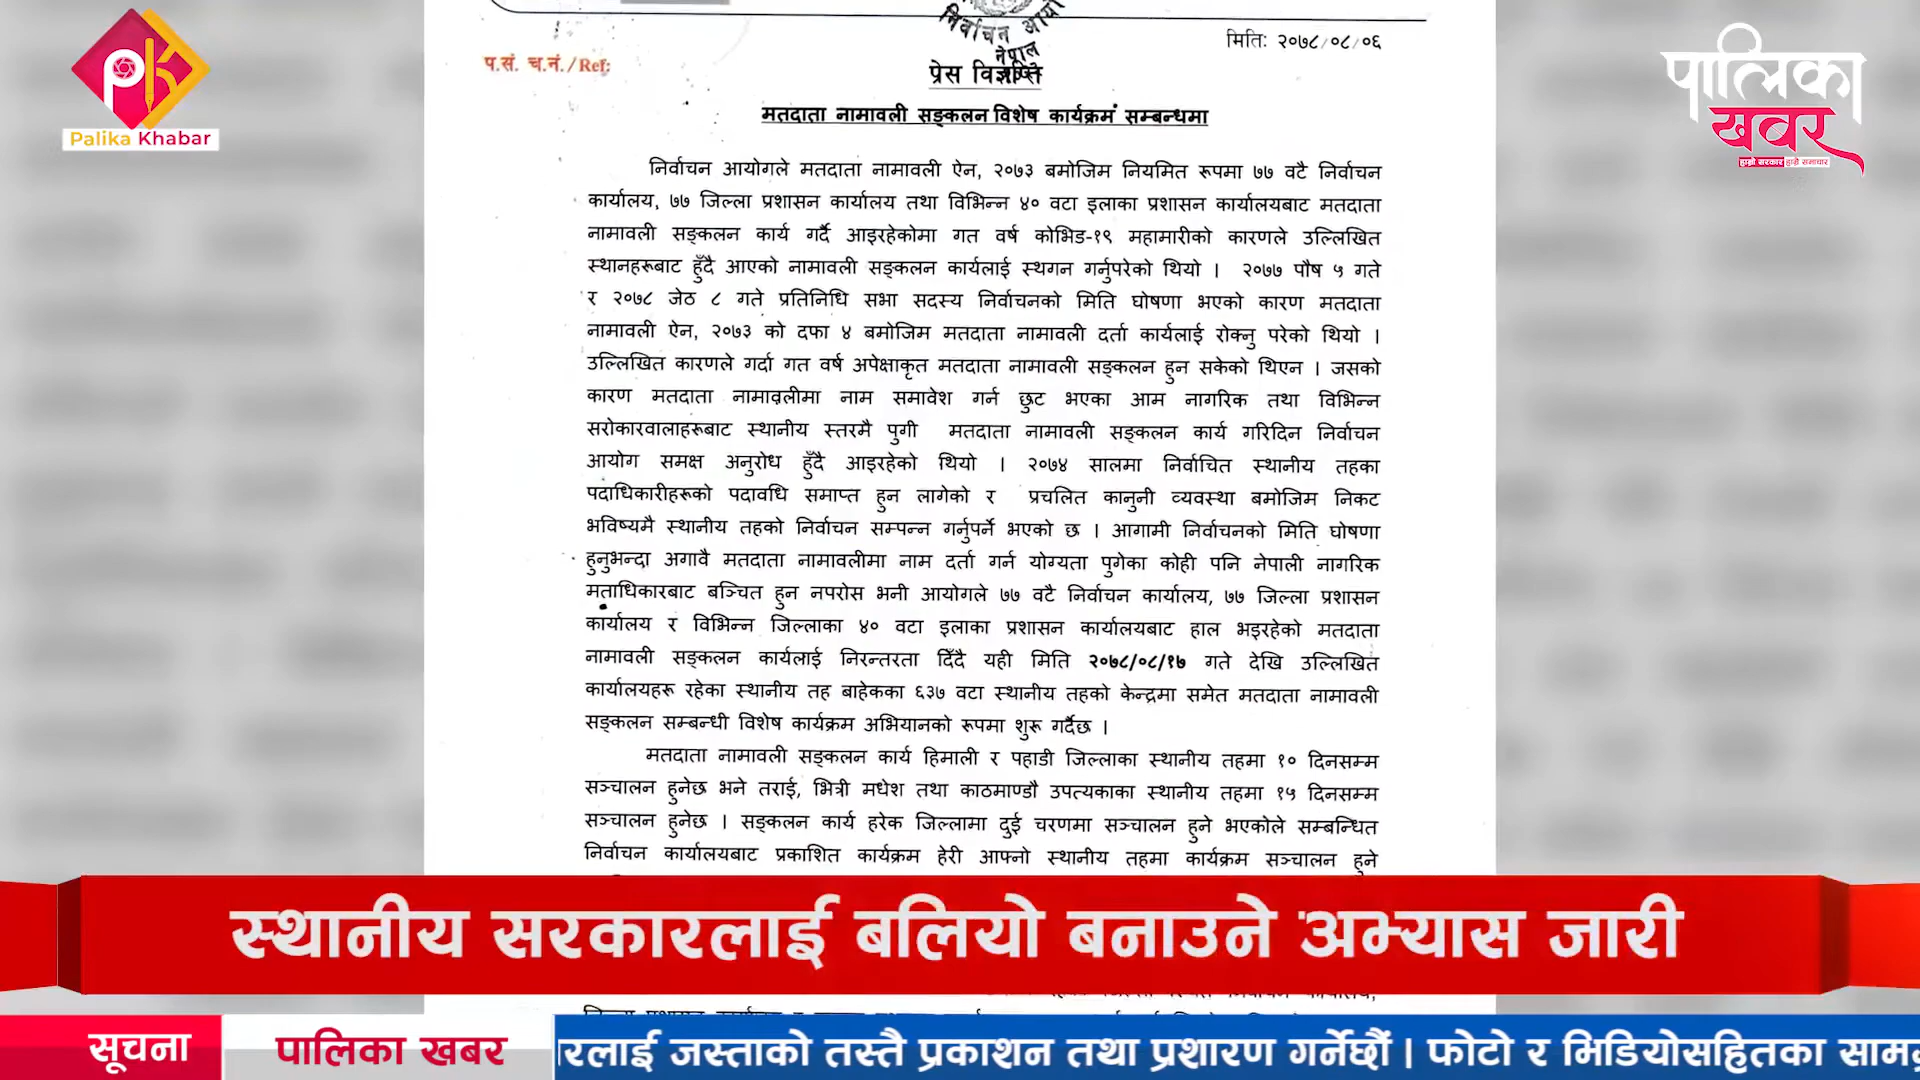 निर्वाचन आयोग
नेपाल
मितिः २०७८/०८/०६
प.सं. च.नं./Ref:
प्रेस विज्ञप्ति
मतदाता नामावली सङ्कलन विशेष कार्यक्रम सम्बन्धमा
PK
Palika Khabar
पालिका
खबर
हाम्रो सरकार हाम्रै समाचार
निर्वाचन आयोगले मतदाता नामावली ऐन, २०७३ बमोजिम नियमित रूपमा ७७ वटै निर्वाचन
कार्यालय, ७७ जिल्ला प्रशासन कार्यालय तथा विभिन्न ४० वटा इलाका प्रशासन कार्यालयबाट मतदाता
नामावली सङ्कलन कार्य गर्दै आइरहेकोमा गत वर्ष कोभिड-१९ महामारीको कारणले उल्लिखित
स्थानहरूबाट हुँदै आएको नामावली सङ्कलन कार्यलाई स्थगन गर्नुपरेको थियो । २०७७ पौष ५ गते
र २०७८ जेठ ८ गते प्रतिनिधि सभा सदस्य निर्वाचनको मिति घोषणा भएको कारण मतदाता
नामावली ऐन, २०७३ को दफा ४ बमोजिम मतदाता नामावली दर्ता कार्यलाई रोक्नु परेको थियो ।
उल्लिखित कारणले गर्दा गत वर्ष अपेक्षाकृत मतदाता नामावली सङ्कलन हुन सकेको थिएन । जसको
कारण मतदाता नामावलीमा नाम समावेश गर्न छुट भएका आम नागरिक तथा विभिन्न
सरोकारवालाहरूबाट स्थानीय स्तरमै पुगी मतदाता नामावली सङ्कलन कार्य गरिदिन निर्वाचन
आयोग समक्ष अनुरोध हुँदै आइरहेको थियो । २०७४ सालमा निर्वाचित स्थानीय तहका
पदाधिकारीहरूको पदावधि समाप्त हुन लागेको र प्रचलित कानुनी व्यवस्था बमोजिम निकट
भविष्यमै स्थानीय तहको निर्वाचन सम्पन्न गर्नुपर्ने भएको छ । आगामी निर्वाचनको मिति घोषणा
हुनुभन्दा अगावै मतदाता नामावलीमा नाम दर्ता गर्न योग्यता पुगेका कोही पनि नेपाली नागरिक
मताधिकारबाट बञ्चित हुन नपरोस भनी आयोगले ७७ वटै निर्वाचन कार्यालय, ७७ जिल्ला प्रशासन
कार्यालय र विभिन्न जिल्लाका ४० वटा इलाका प्रशासन कार्यालयबाट हाल भइरहेको मतदाता
नामावली सङ्कलन कार्यलाई निरन्तरता दिँदै यही मिति २०७८/०८/१७ गते देखि उल्लिखित
कार्यालयहरू रहेका स्थानीय तह बाहेकका ६३७ वटा स्थानीय तहको केन्द्रमा समेत मतदाता नामावली
सङ्कलन सम्बन्धी विशेष कार्यक्रम अभियानको रूपमा शुरू गर्दैछ ।
मतदाता नामावली सङ्कलन कार्य हिमाली र पहाडी जिल्लाका स्थानीय तहमा १० दिनसम्म
सञ्चालन हुनेछ भने तराई, भित्री मधेश तथा काठमाण्डौ उपत्यकाका स्थानीय तहमा १५ दिनसम्म
सञ्चालन हुनेछ । सङ्कलन कार्य हरेक जिल्लामा दुई चरणमा सञ्चालन हुने भएकोले सम्बन्धित
निर्वाचन कार्यालयबाट प्रकाशित कार्यक्रम हेरी आफ्नो स्थानीय तहमा कार्यक्रम सञ्चालन हुने
स्थानीय सरकारलाई बलियो बनाउने अभ्यास जारी
सूचना
पालिका खबर
रलाई जस्ताको तस्तै प्रकाशन तथा प्रशारण गर्नेछौं | फोटो र भिडियोसहितका सामग्र